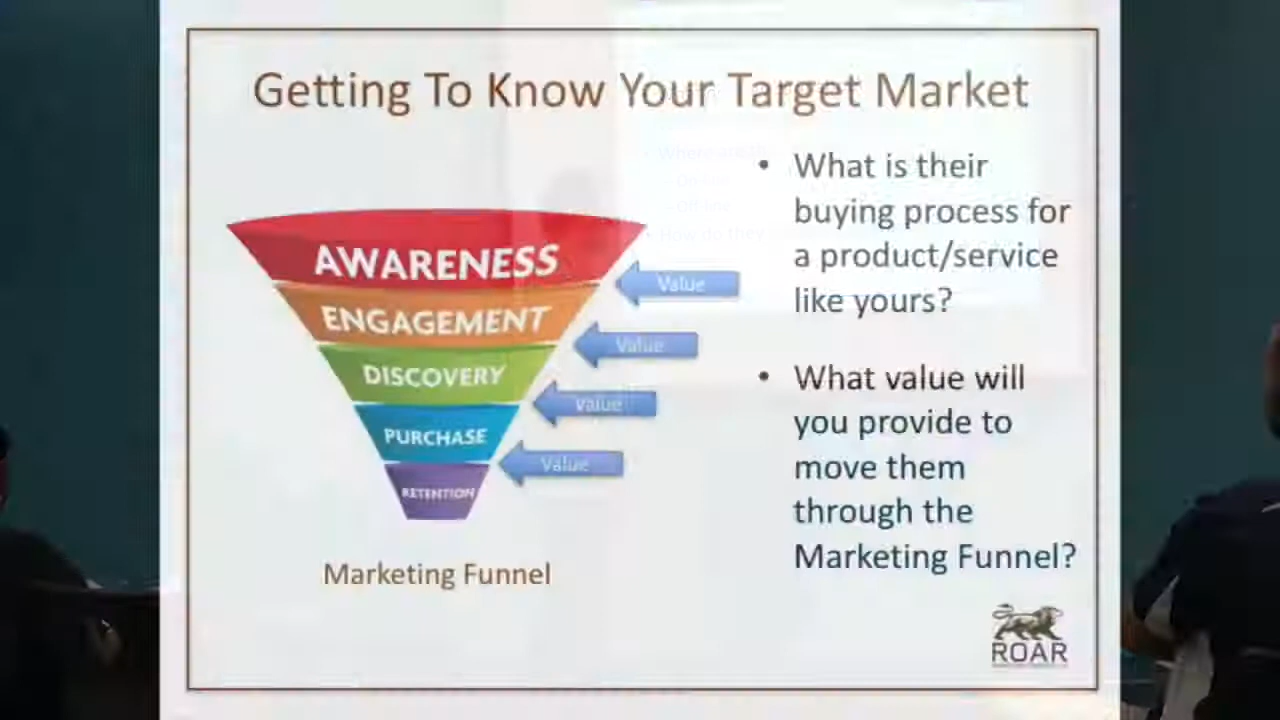 Getting To Know Your Target Market
AWARENESS
ENGAGEMENT
DISCOVERY
PURCHASE
RETENTION
Value
Value
Value
Value
Marketing Funnel
• What is their
buying process for
a product/service
like yours?
• What value will
you provide to
move them
through the
Marketing Funnel?
ROAR